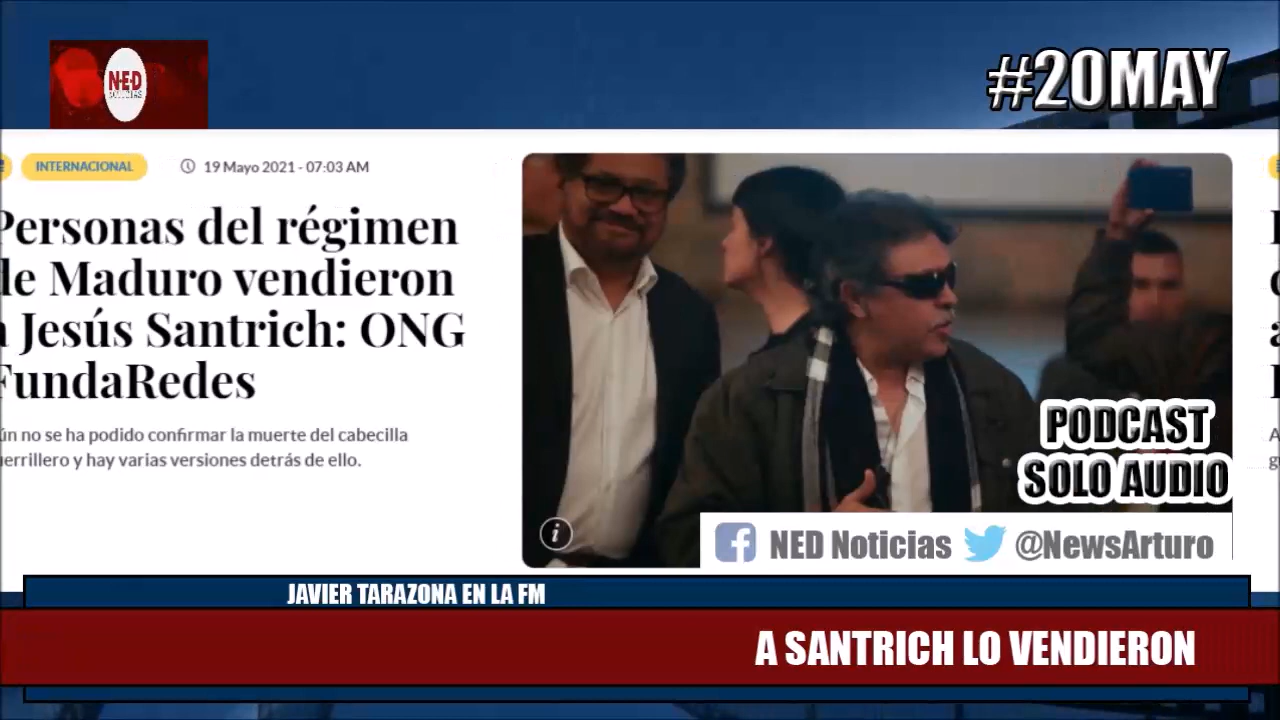 N-E-D
NOTICIAS
#20MAY
INTERNACIONAL
19 Mayo 2021 - 07:03 AM
Personas del régimen
de Maduro vendieron
a Jesús Santrich: ONG
FundaRedes
ún no se ha podido confirmar la muerte del cabecilla
uerrillero y hay varias versiones detrás de ello.
PODCAST
SOLO AUDIO
i
NED Noticias @NewsArturo
JAVIER TARAZONA EN LA FM
A SANTRICH LO VENDIERON